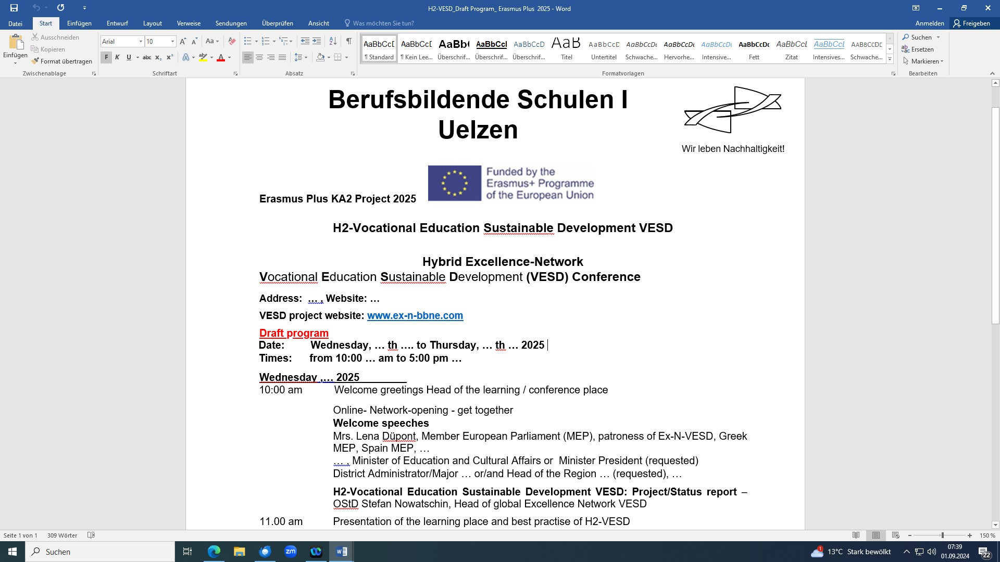 H2-VESD_Draft Program_ Erasmus Plus  2025 - Word
Datei Start Einfügen Entwurf Layout Verweise Sendungen Überprüfen Ansicht Was möchten Sie tun? Anmelden Freigeben
Einfügen
Ausschneiden
Kopieren
Format übertragen
Zwischenablage
Arial 10
Schriftart
Absatz
AaBbCcD AaBbCcD AaBb( AaBbCcl AaBbCcD AaB AaBbCcD AaBbCcDc AaBbCcDc AaBbCcDc AaBbCcDc AaBbCcL AaBbCcL AABBCCDE
¶ Standard ¶ Kein Lee... Überschrif... Überschrif... Überschrif... Titel Untertitel Schwache... Hervorhe... Intensive... Fett Zitat Intensives... Schwache...
Formatvorlagen
Suchen
Ersetzen
Markieren
Bearbeiten
Berufsbildende Schulen I
Uelzen
Wir leben Nachhaltigkeit!
Funded by the
Erasmus+ Programme
of the European Union
Erasmus Plus KA2 Project 2025
H2-Vocational Education Sustainable Development VESD
Hybrid Excellence-Network
Vocational Education Sustainable Development (VESD) Conference
Address: … , Website: …
VESD project website: www.ex-n-bbne.com
Draft program
Date: Wednesday, … th …. to Thursday, … th … 2025
Times: from 10:00 … am to 5:00 pm …
Wednesday ,… 2025
10:00 am Welcome greetings Head of the learning / conference place
Online- Network-opening - get together
Welcome speeches
Mrs. Lena Düpont, Member European Parliament (MEP), patroness of Ex-N-VESD, Greek
MEP, Spain MEP, …
… , Minister of Education and Cultural Affairs or  Minister President (requested)
District Administrator/Major … or/and Head of the Region … (requested), …
H2-Vocational Education Sustainable Development VESD: Project/Status report –
OStD Stefan Nowatschin, Head of global Excellence Network VESD
11.00 am Presentation of the learning place and best practise of H2-VESD
Seite 1 von 1 309 Wörter 150 %
Suchen
zm
13°C Stark bewölkt
07:39
01.09.2024
22